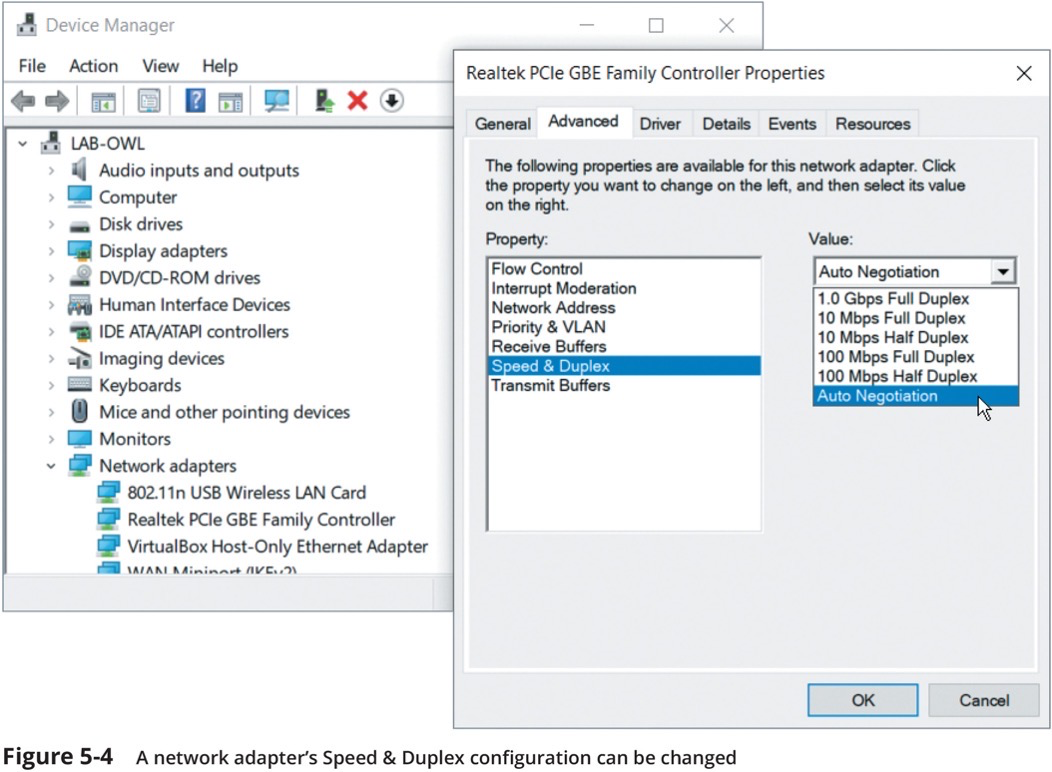 Device Manager
File Action View Help
LAB-OWL
Audio inputs and outputs
Computer
Disk drives
Display adapters
DVD/CD-ROM drives
Human Interface Devices
IDE ATA/ATAPI controllers
Imaging devices
Keyboards
Mice and other pointing devices
Monitors
Network adapters
802.11n USB Wireless LAN Card
Realtek PCIe GBE Family Controller
VirtualBox Host-Only Ethernet Adapter
WAN Miniport (IKEv2)
Realtek PCIe GBE Family Controller Properties
General Advanced Driver Details Events Resources
The following properties are available for this network adapter. Click
the property you want to change on the left, and then select its value
on the right.
Property:
Flow Control
Interrupt Moderation
Network Address
Priority & VLAN
Receive Buffers
Speed & Duplex
Transmit Buffers
Value:
Auto Negotiation
1.0 Gbps Full Duplex
10 Mbps Full Duplex
10 Mbps Half Duplex
100 Mbps Full Duplex
100 Mbps Half Duplex
Auto Negotiation
OK Cancel
Figure 5-4 A network adapter’s Speed & Duplex configuration can be changed